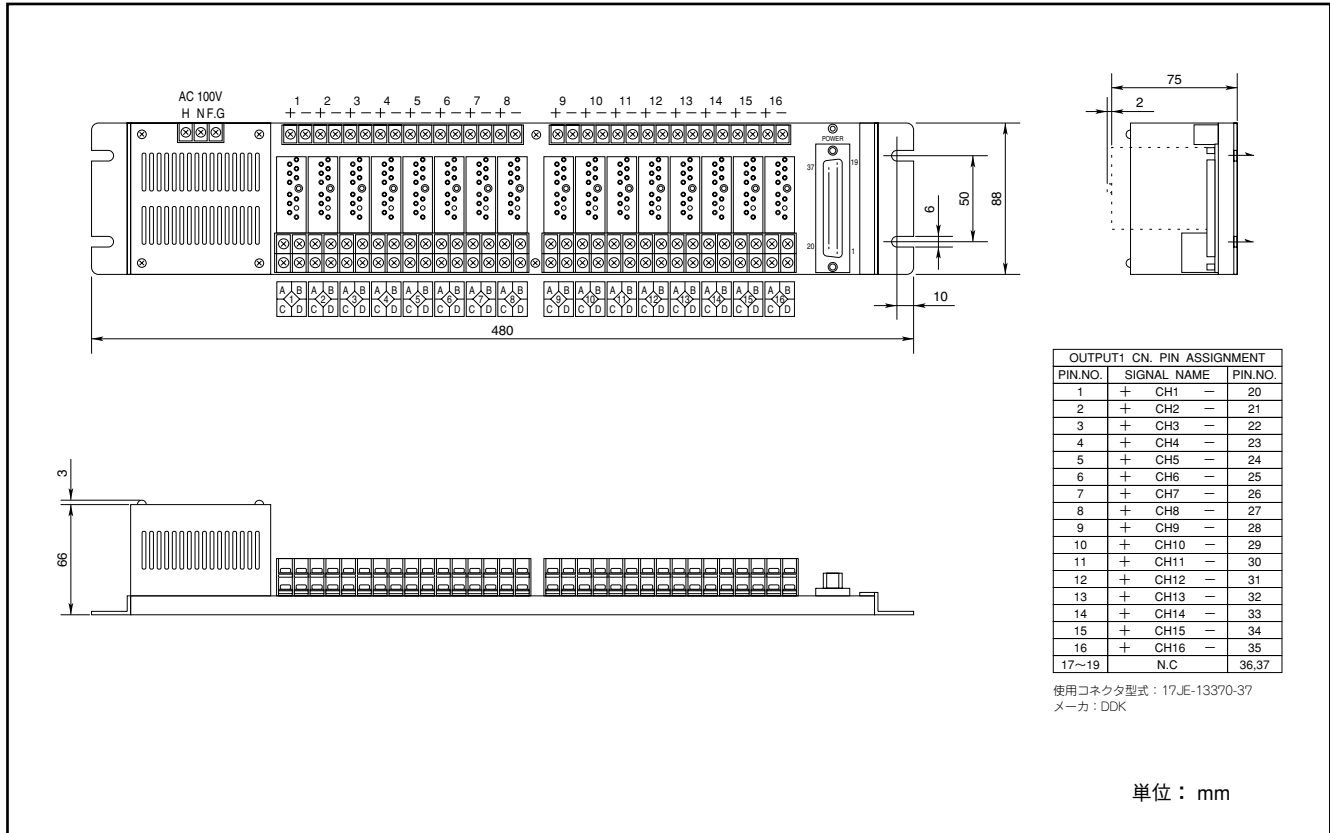 AC 100V
H N F.G
1 2 3 4 5 6 7 8 9 10 11 12 13 14 15 16
+ − + − + − + − + − + − + − + − + − + − + − + − + − + − + − + −
POWER
37 19
20 1
A B A B A B A B A B A B A B A B A B A B A B A B A B A B A B A B
1 2 3 4 5 6 7 8 9 10 11 12 13 14 15 16
C D C D C D C D C D C D C D C D C D C D C D C D C D C D C D C D
480
6
50
88
10
75
2
3
66
OUTPUT1 CN. PIN ASSIGNMENT
PIN.NO. SIGNAL NAME PIN.NO.
1 + CH1 − 20
2 + CH2 − 21
3 + CH3 − 22
4 + CH4 − 23
5 + CH5 − 24
6 + CH6 − 25
7 + CH7 − 26
8 + CH8 − 27
9 + CH9 − 28
10 + CH10 − 29
11 + CH11 − 30
12 + CH12 − 31
13 + CH13 − 32
14 + CH14 − 33
15 + CH15 − 34
16 + CH16 − 35
17〜19 N.C 36,37
使用コネクタ型式：17JE-13370-37
メーカ：DDK
単位： mm